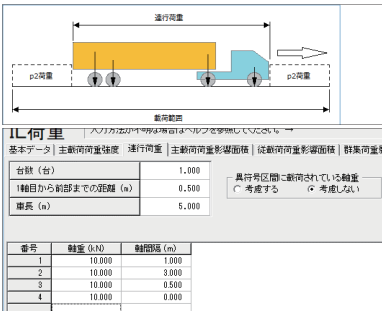 連行荷重
p2荷重
p2荷重
載荷範囲
IL荷重
入力方法が不明な場合はヘルプを参照してください。 →
基本データ 主載荷荷重強度 連行荷重 主載荷荷重影響面積 従載荷荷重影響面積 群集荷重
台数 (台) 1.000
1軸目から前部までの距離 (m) 0.500
車長 (m) 5.000
異符号区間に載荷されている軸重
考慮する 考慮しない
番号 軸重 (kN) 軸間隔 (m)
1 10.000 1.000
2 10.000 3.000
3 10.000 0.500
4 10.000 0.000